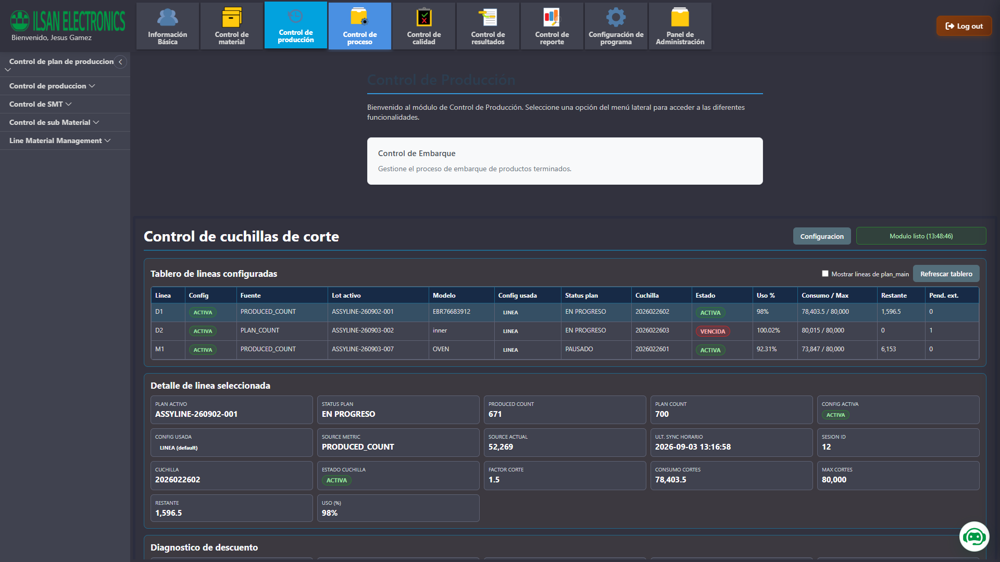 ILSAN ELECTRONICS
Bienvenido, Jesus Gamez
Información Básica
Control de material
Control de producción
Control de proceso
Control de calidad
Control de resultados
Control de reporte
Configuración de programa
Panel de Administración
Log out
Control de plan de produccion
Control de produccion
Control de SMT
Control de sub Material
Line Material Management
Control de Producción
Bienvenido al módulo de Control de Producción. Seleccione una opción del menú lateral para acceder a las diferentes
funcionalidades.
Control de Embarque
Gestione el proceso de embarque de productos terminados.
Control de cuchillas de corte
Configuracion
Modulo listo (13:48:46)
Tablero de lineas configuradas
Mostrar lineas de plan_main
Refrescar tablero
Linea Config Fuente Lot activo Modelo Config usada Status plan Cuchilla Estado Uso % Consumo / Max Restante Pend. ext.
D1 ACTIVA PRODUCED_COUNT ASSYLINE-260902-001 EBR76683912 LINEA EN PROGRESO 2026022602 ACTIVA 98% 78,403.5 / 80,000 1,596.5 0
D2 ACTIVA PLAN_COUNT ASSYLINE-260903-002 inner LINEA EN PROGRESO 2026022603 VENCIDA 100.02% 80,015 / 80,000 0 1
M1 ACTIVA PRODUCED_COUNT ASSYLINE-260903-007 OVEN LINEA PAUSADO 2026022601 ACTIVA 92.31% 73,847 / 80,000 6,153 0
Detalle de linea seleccionada
PLAN ACTIVO
ASSYLINE-260902-001
STATUS PLAN
EN PROGRESO
PRODUCED COUNT
671
PLAN COUNT
700
CONFIG ACTIVA
ACTIVA
CONFIG USADA
LINEA (default)
SOURCE METRIC
PRODUCED_COUNT
SOURCE ACTUAL
52,269
ULT. SYNC HORARIO
2026-09-03 13:16:58
SESION ID
12
CUCHILLA
2026022602
ESTADO CUCHILLA
ACTIVA
FACTOR CORTE
1.5
CONSUMO CORTES
78,403.5
MAX CORTES
80,000
RESTANTE
1,596.5
USO (%)
98%
Diagnostico de descuento